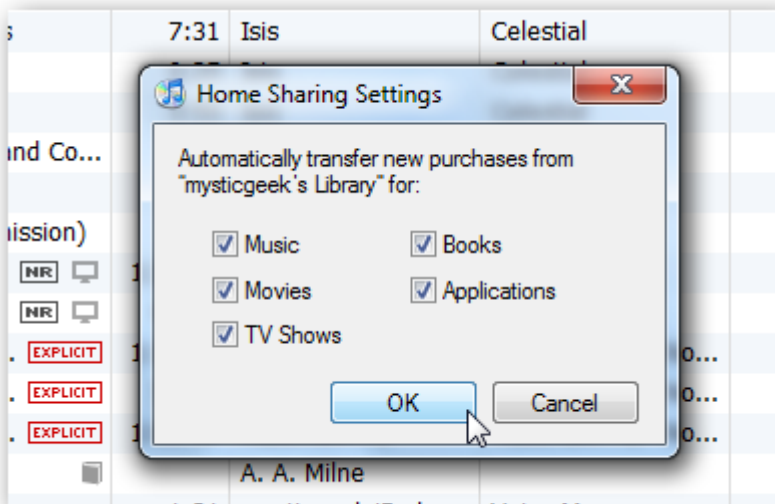 7:31 Isis Celestial
Home Sharing Settings
Automatically transfer new purchases from
"mysticgeek's Library" for:
and Co...
Music Books
ission)
NR
Movies Applications
NR
TV Shows
EXPLICIT
EXPLICIT
OK Cancel
EXPLICIT
A. A. Milne